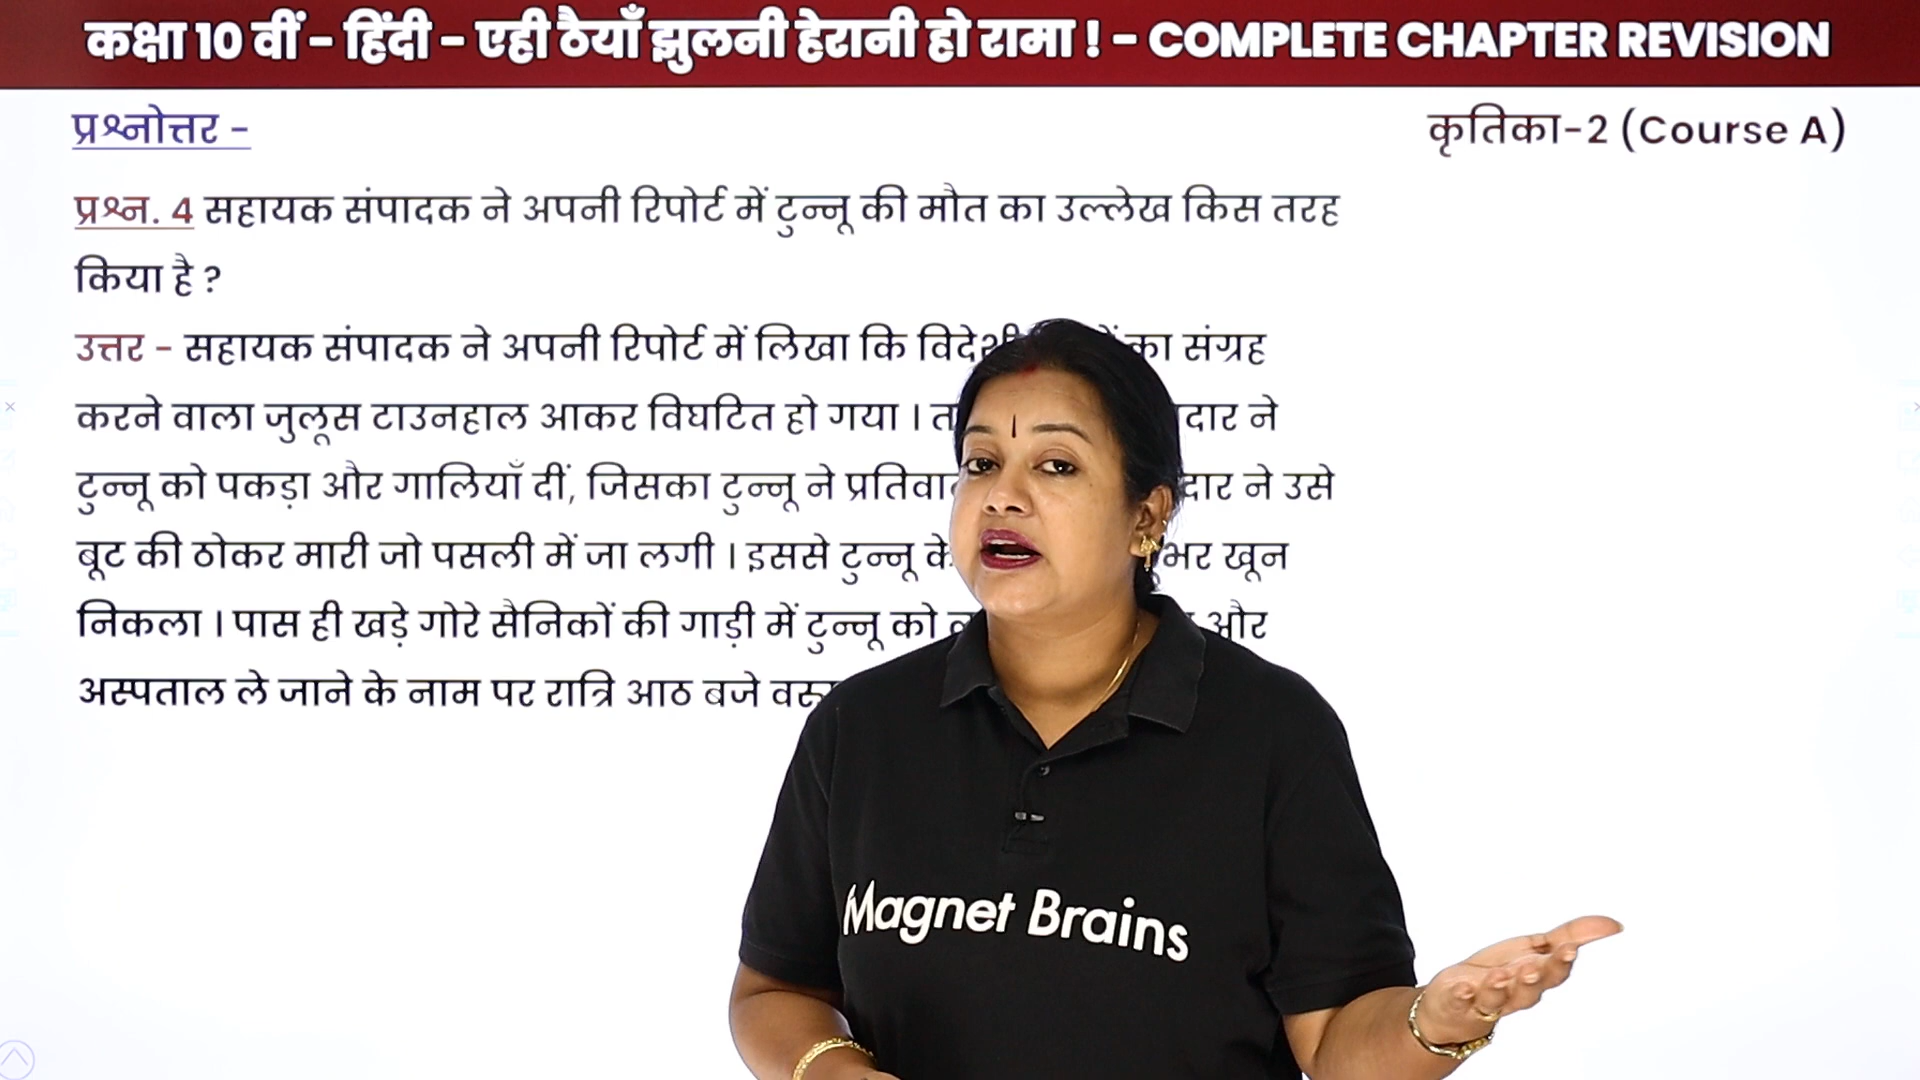 कक्षा 10 वीं - हिंदी - एही ठैयाँ झुलनी हेरानी हो रामा ! - COMPLETE CHAPTER REVISION
प्रश्नोत्तर -
कृतिका-2 (Course A)
प्रश्न. 4 सहायक संपादक ने अपनी रिपोर्ट में टुन्नू की मौत का उल्लेख किस तरह
किया है ?
उत्तर - सहायक संपादक ने अपनी रिपोर्ट में लिखा कि का संग्रह
करने वाला जुलूस टाउनहाल आकर विघटित हो गया । ने
टुन्नू को पकड़ा और गालियाँ दीं, जिसका टुन्नू ने ने उसे
बूट की ठोकर मारी जो पसली में जा लगी । इससे टुन्नू के खून
निकला । पास ही खड़े गोरे सैनिकों की गाड़ी में टुन्नू को और
अस्पताल ले जाने के नाम पर रात्रि आठ बजे
Magnet Brains